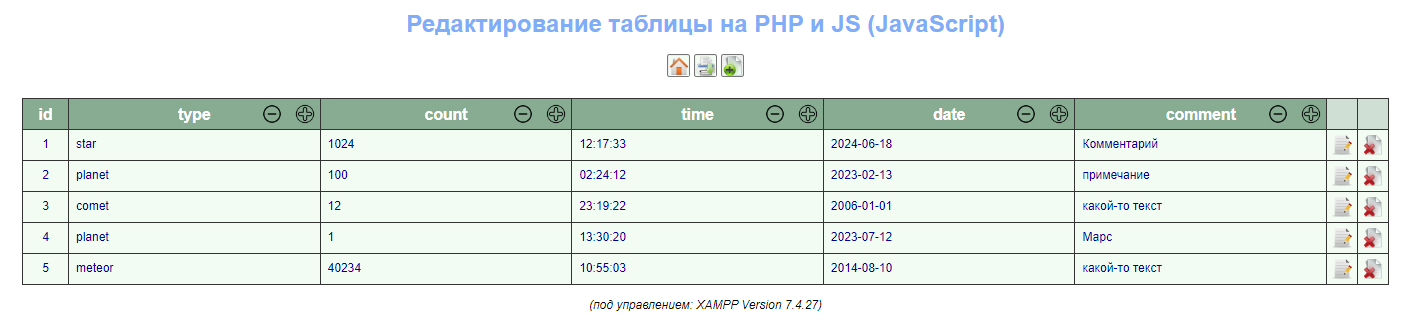 Редактирование таблицы на PHP и JS (JavaScript)
id type count time date comment
1 star 1024 12:17:33 2024-06-18 Комментарий
2 planet 100 02:24:12 2023-02-13 примечание
3 comet 12 23:19:22 2006-01-01 какой-то текст
4 planet 1 13:30:20 2023-07-12 Марс
5 meteor 40234 10:55:03 2014-08-10 какой-то текст
(под управлением: XAMPP Version 7.4.27)